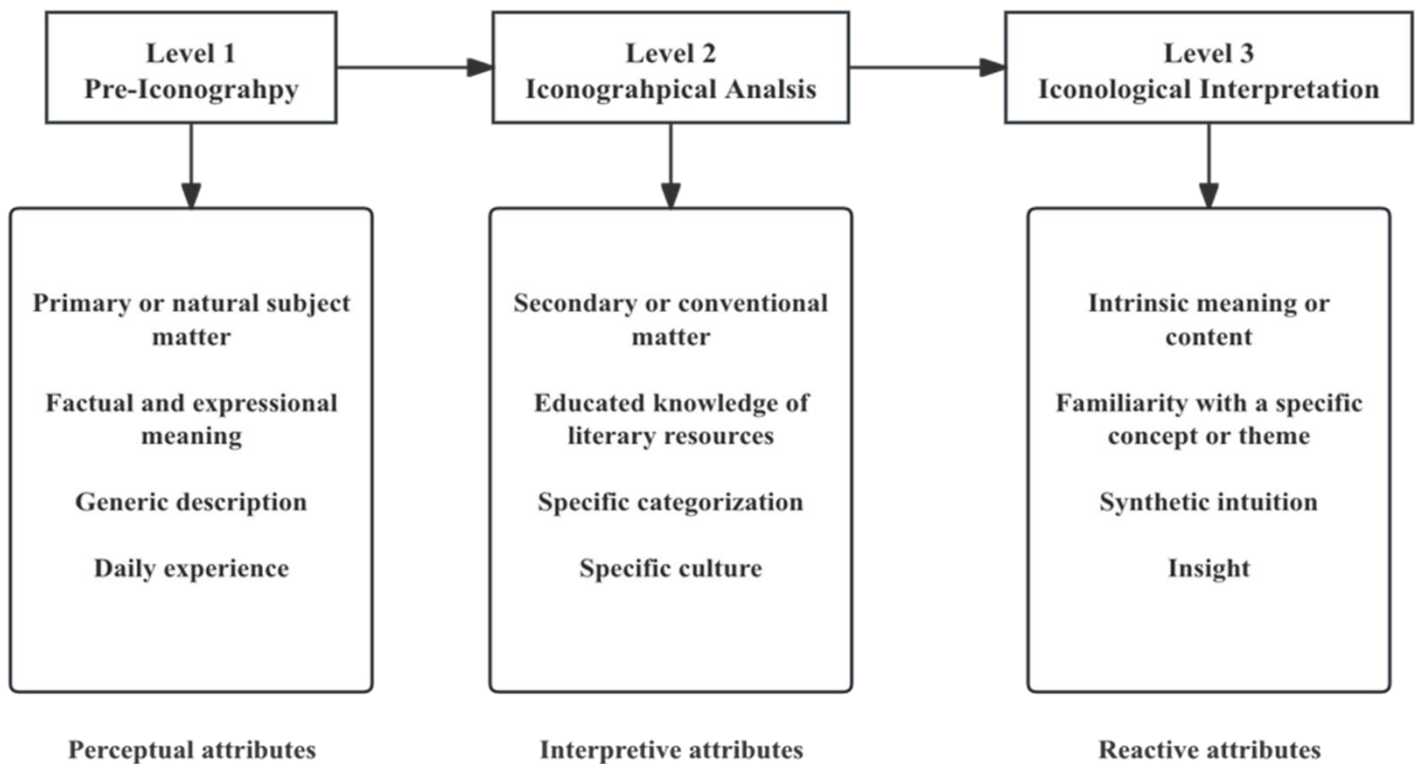 Level 1
Pre-Iconograhpy
Level 2
Iconograhpical Analsis
Level 3
Iconological Interpretation
Primary or natural subject
matter
Factual and expressional
meaning
Generic description
Daily experience
Secondary or conventional
matter
Educated knowledge of
literary resources
Specific categorization
Specific culture
Intrinsic meaning or
content
Familiarity with a specific
concept or theme
Synthetic intuition
Insight
Perceptual attributes
Interpretive attributes
Reactive attributes